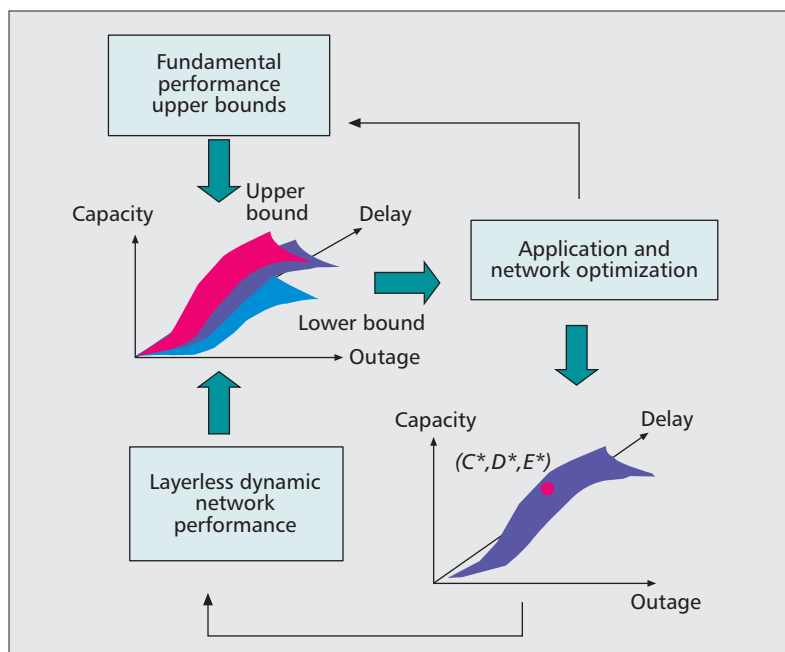 Fundamental
performance
upper bounds
Upper
bound
Capacity
Delay
Application and
network optimization
Lower bound
Outage
Capacity
Delay
(C*,D*,E*)
Layerless dynamic
network
performance
Outage